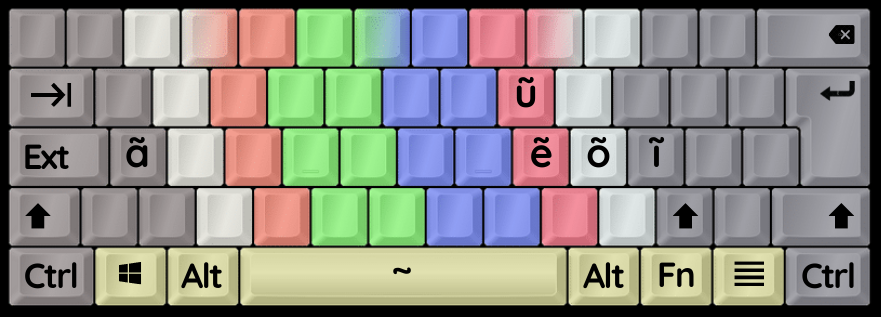 ũ
Ext ã ẽ õ ĩ
Ctrl Alt ~ Alt Fn Ctrl